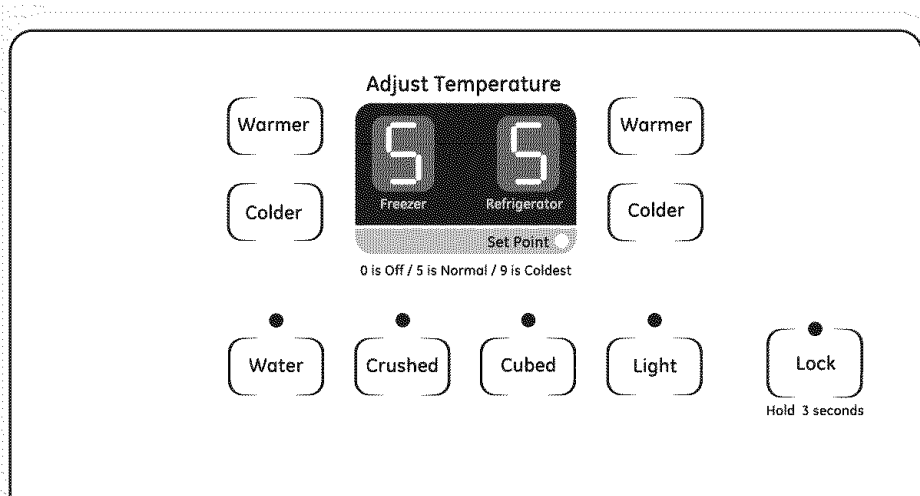 Adjust Temperature
Warmer
5 5
Warmer
Freezer Refrigerator
Colder
Colder
Set Point
0 is Off / 5 is Normal / 9 is Coldest
Water
Crushed
Cubed
Light
Lock
Hold 3 seconds